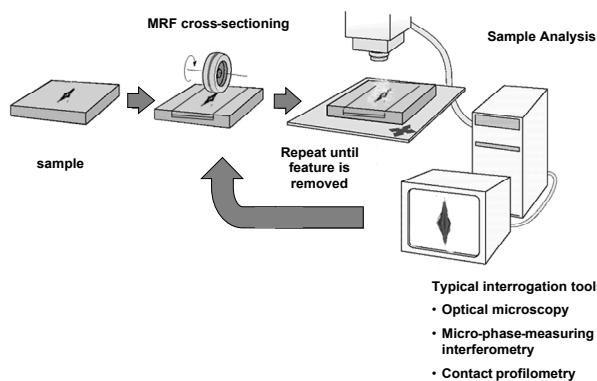 MRF cross-sectioning
Sample Analysis
sample
Repeat until
feature is
removed
Typical interrogation tool
• Optical microscopy
• Micro-phase-measuring
interferometry
• Contact profilometry